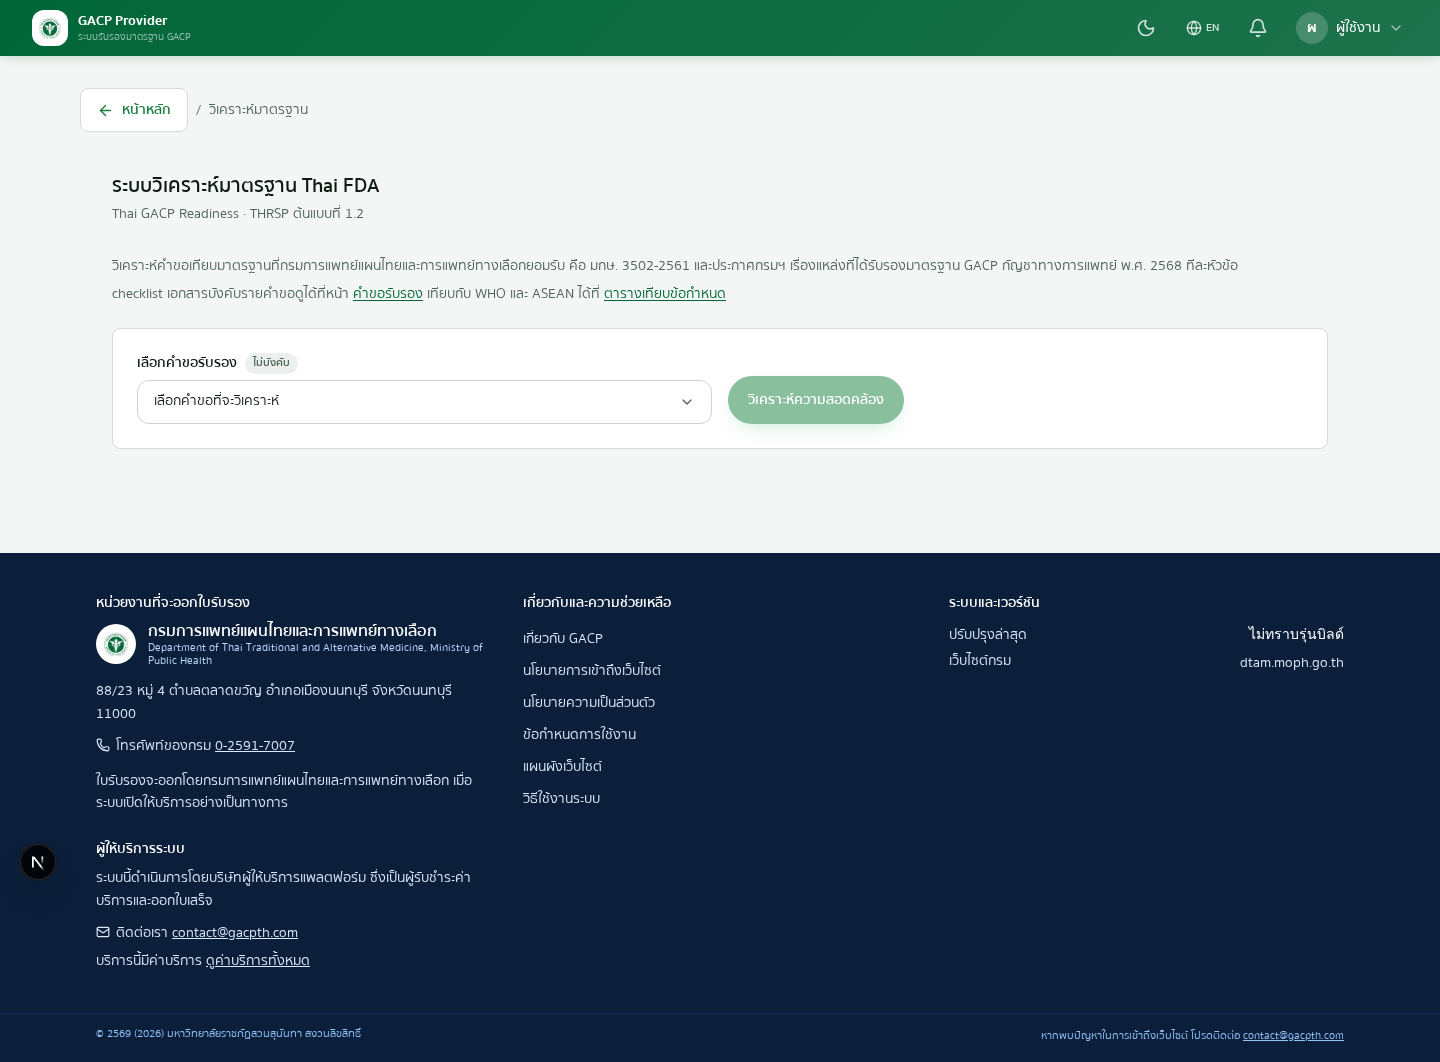 GACP Provider
ระบบรับรองมาตรฐาน GACP
EN
ผ
ผู้ใช้งาน
หน้าหลัก
/ วิเคราะห์มาตรฐาน
ระบบวิเคราะห์มาตรฐาน Thai FDA
Thai GACP Readiness · THRSP ต้นแบบที่ 1.2
วิเคราะห์คำขอเทียบมาตรฐานที่กรมการแพทย์แผนไทยและการแพทย์ทางเลือกยอมรับ คือ มกษ. 3502-2561 และประกาศกรมฯ เรื่องแหล่งที่ได้รับรองมาตรฐาน GACP กัญชาทางการแพทย์ พ.ศ. 2568 ทีละหัวข้อ
checklist เอกสารบังคับรายคำขอดูได้ที่หน้า คำขอรับรอง เทียบกับ WHO และ ASEAN ได้ที่ ตารางเทียบข้อกำหนด
เลือกคำขอรับรอง ไม่บังคับ
เลือกคำขอที่จะวิเคราะห์
วิเคราะห์ความสอดคล้อง
หน่วยงานที่จะออกใบรับรอง
กรมการแพทย์แผนไทยและการแพทย์ทางเลือก
Department of Thai Traditional and Alternative Medicine, Ministry of
Public Health
88/23 หมู่ 4 ตำบลตลาดขวัญ อำเภอเมืองนนทบุรี จังหวัดนนทบุรี
11000
โทรศัพท์ของกรม 0-2591-7007
ใบรับรองจะออกโดยกรมการแพทย์แผนไทยและการแพทย์ทางเลือก เมื่อ
ระบบเปิดให้บริการอย่างเป็นทางการ
ผู้ให้บริการระบบ
ระบบนี้ดำเนินการโดยบริษัทผู้ให้บริการแพลตฟอร์ม ซึ่งเป็นผู้รับชำระค่า
บริการและออกใบเสร็จ
ติดต่อเรา contact@gacpth.com
บริการนี้มีค่าบริการ ดูค่าบริการทั้งหมด
เกี่ยวกับและความช่วยเหลือ
เกี่ยวกับ GACP
นโยบายการเข้าถึงเว็บไซต์
นโยบายความเป็นส่วนตัว
ข้อกำหนดการใช้งาน
แผนผังเว็บไซต์
วิธีใช้งานระบบ
ระบบและเวอร์ชัน
ปรับปรุงล่าสุด ไม่ทราบรุ่นบิลด์
เว็บไซต์กรม dtam.moph.go.th
© 2569 (2026) มหาวิทยาลัยราชภัฏสวนสุนันทา สงวนลิขสิทธิ์
หากพบปัญหาในการเข้าถึงเว็บไซต์ โปรดติดต่อ contact@gacpth.com